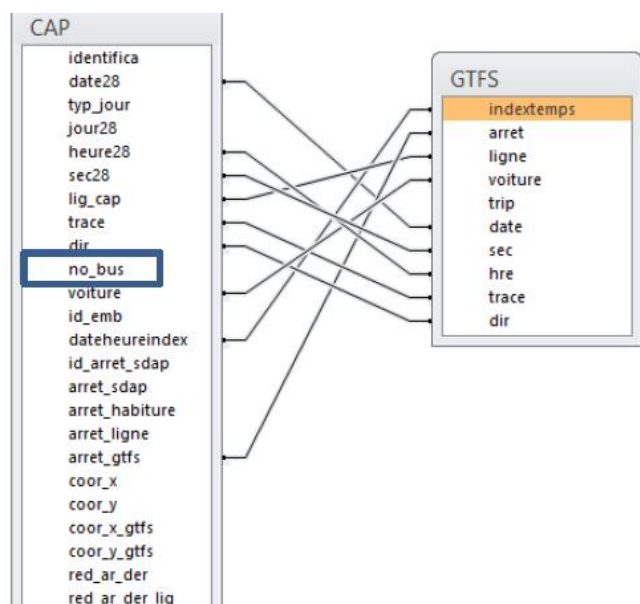 CAP
identifica
date28
typ_jour
jour28
heure28
sec28
lig_cap
trace
dir
no_bus
voiture
id_emb
dateheureindex
id_arret_sdap
arret_sdap
arret_habiture
arret_ligne
arret_gtfs
coor_x
coor_y
coor_x_gtfs
coor_y_gtfs
red_ar_der
red_ar_der_lig
GTFS
indextemps
arret
ligne
voiture
trip
date
sec
hre
trace
dir